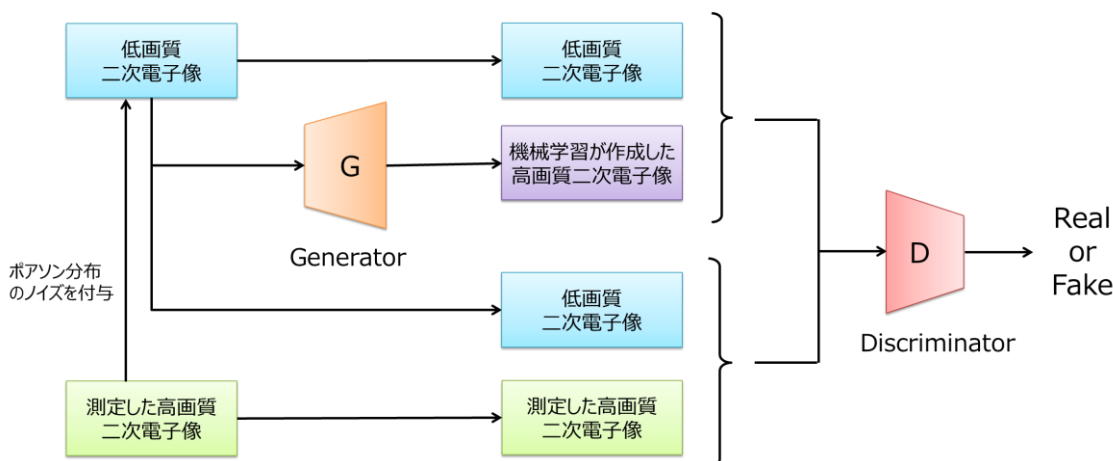 低画質
二次電子像
低画質
二次電子像
G
Generator
機械学習が作成した
高画質二次電子像
ポアソン分布
のノイズを付与
低画質
二次電子像
測定した高画質
二次電子像
測定した高画質
二次電子像
D
Discriminator
Real
or
Fake